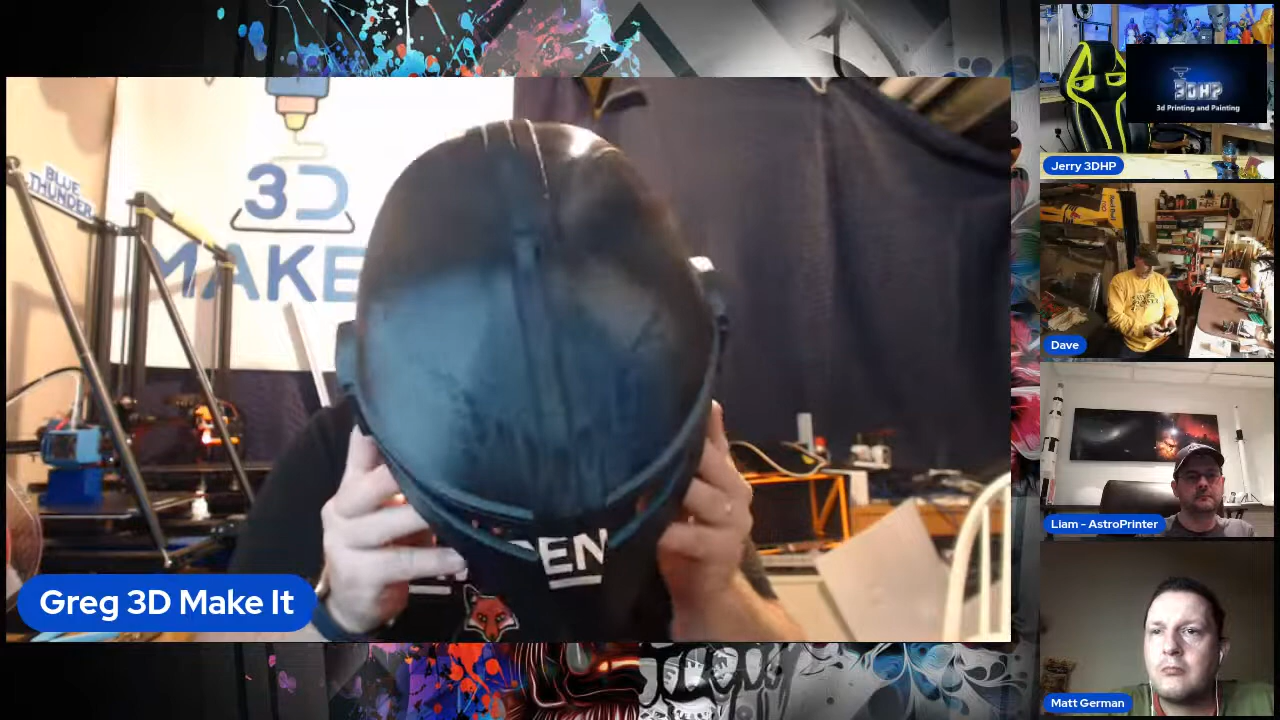 BLUE
THUNDER
3D
MAKE
EN
Greg 3D Make It
3DHP
3d Printing and Painting
Jerry 3DHP
Dave
Liam - AstroPrinter
Matt German